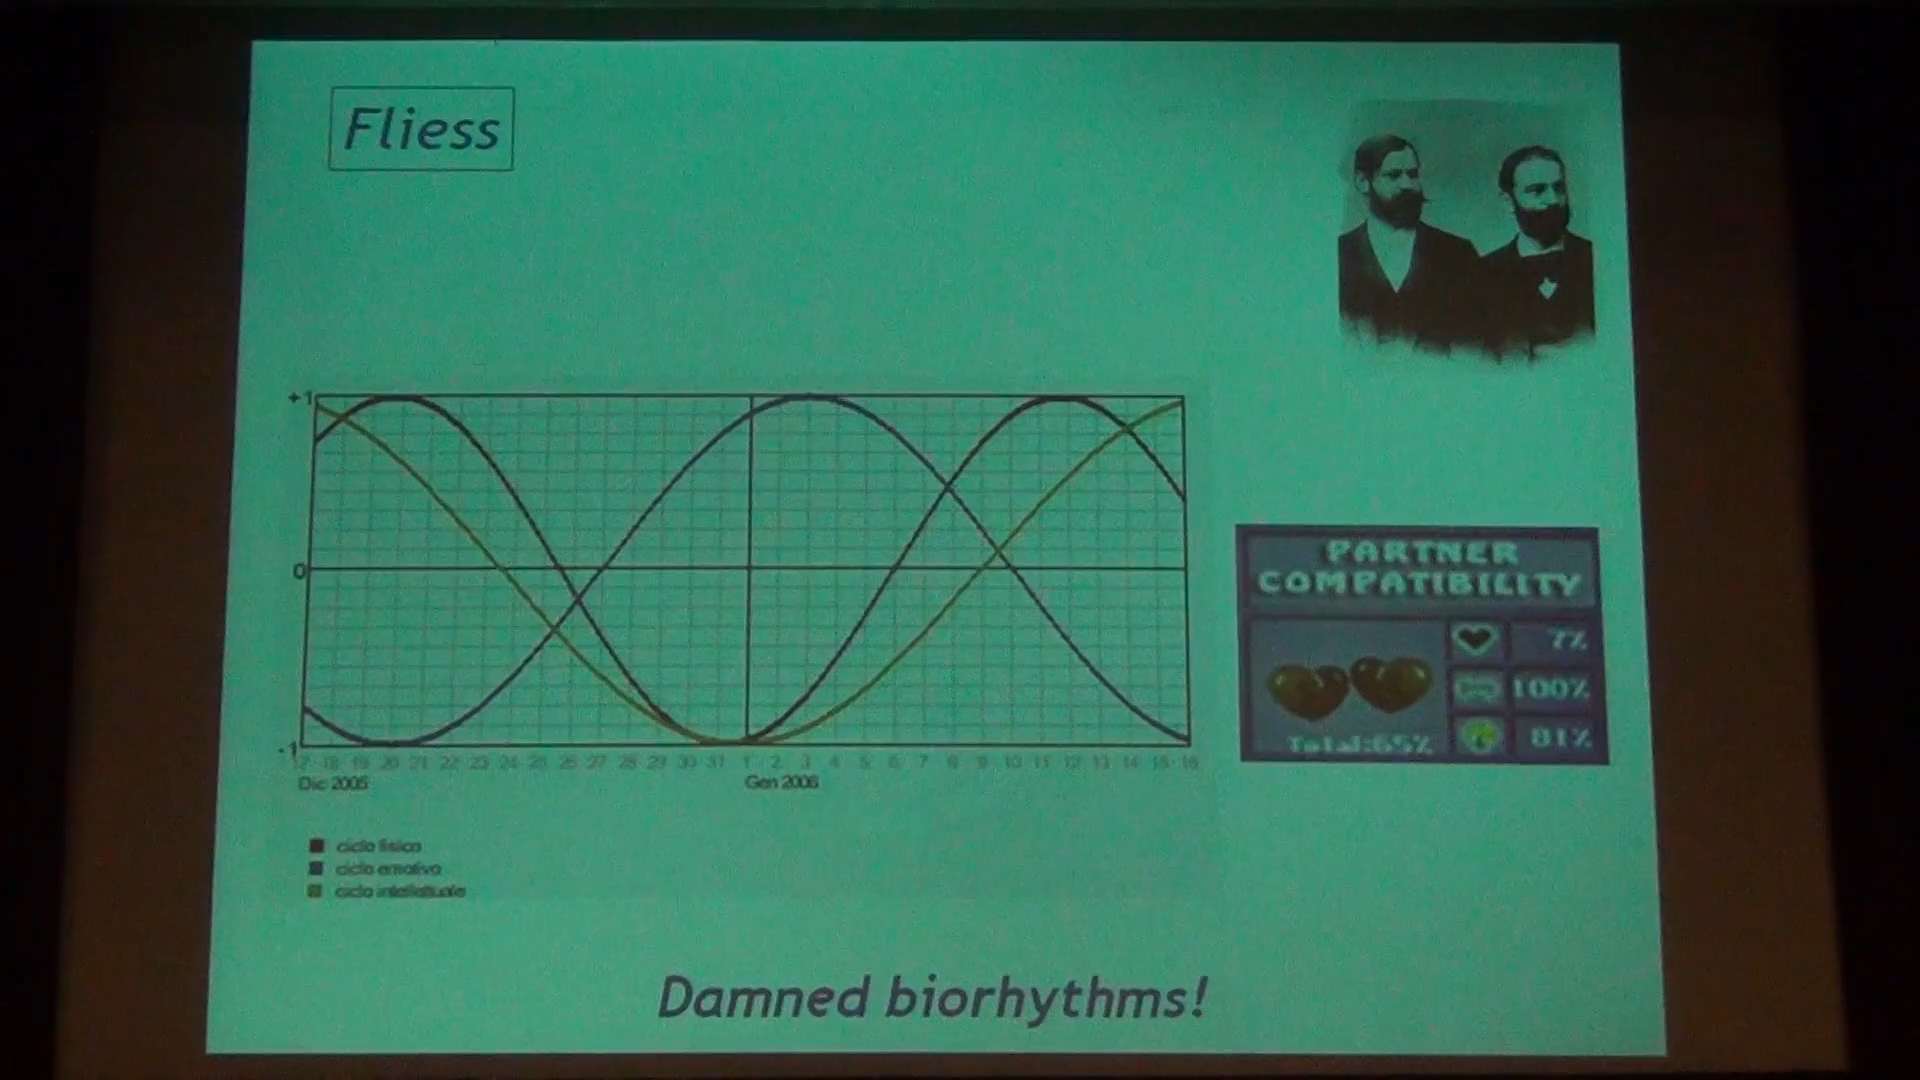 Fliess
+1
0
-1
17 18 19 20 21 22 23 24 25 26 27 28 29 30 31 1 2 3 4 5 6 7 8 9 10 11 12 13 14 15 16
Dic 2005
Gen 2006
ciclo fisico
ciclo emotivo
ciclo intellettuale
PARTNER
COMPATIBILITY
7%
100%
81%
Total:65%
Damned biorhythms!